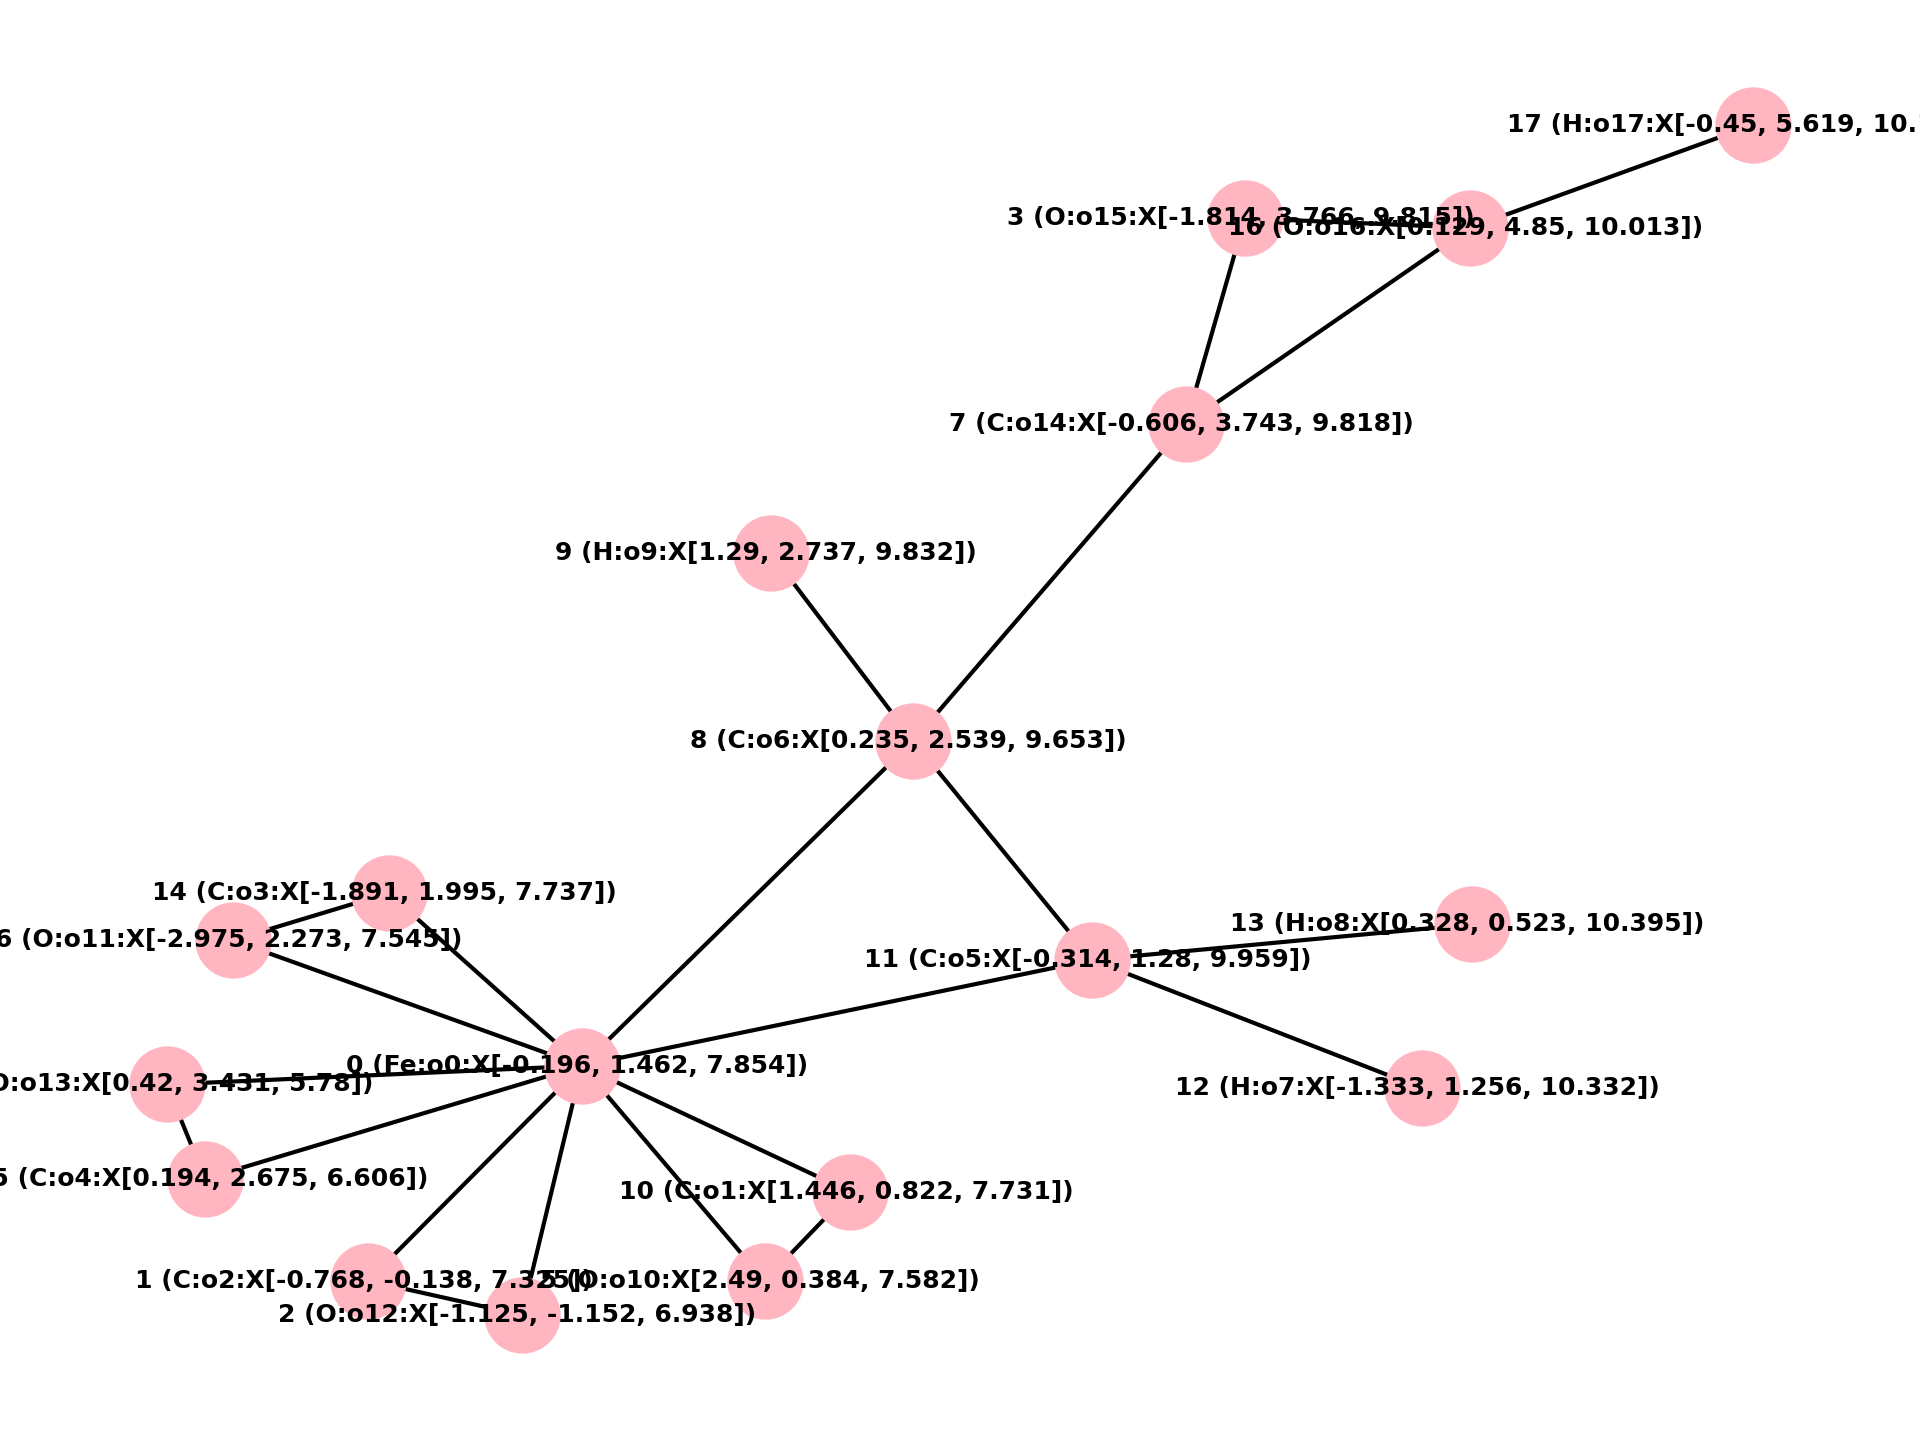 17 (H:o17:X[-0.45, 5.619, 10.
3 (O:o15:X[-1.814, 3.766, 9.815])
16 (O:o16:X[0.129, 4.85, 10.013])
7 (C:o14:X[-0.606, 3.743, 9.818])
9 (H:o9:X[1.29, 2.737, 9.832])
8 (C:o6:X[0.235, 2.539, 9.653])
14 (C:o3:X[-1.891, 1.995, 7.737])
13 (H:o8:X[0.328, 0.523, 10.395])
6 (O:o11:X[-2.975, 2.273, 7.545])
11 (C:o5:X[-0.314, 1.28, 9.959])
0 (Fe:o0:X[-0.196, 1.462, 7.854])
O:o13:X[0.42, 3.431, 5.78])
12 (H:o7:X[-1.333, 1.256, 10.332])
5 (C:o4:X[0.194, 2.675, 6.606])
10 (C:o1:X[1.446, 0.822, 7.731])
1 (C:o2:X[-0.768, -0.138, 7.325])
5 (O:o10:X[2.49, 0.384, 7.582])
2 (O:o12:X[-1.125, -1.152, 6.938])